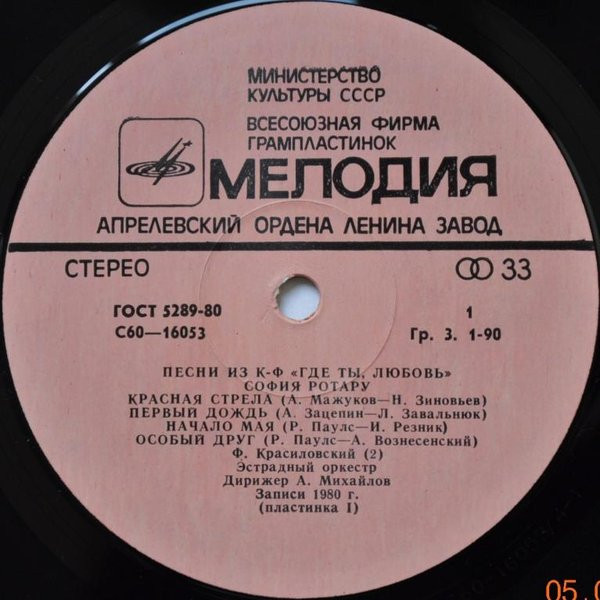 МИНИСТЕРСТВО
КУЛЬТУРЫ СССР
ВСЕСОЮЗНАЯ ФИРМА
ГРАМПЛАСТИНОК
МЕЛОДИЯ
АПРЕЛЕВСКИЙ ОРДЕНА ЛЕНИНА ЗАВОД
СТЕРЕО 33
ГОСТ 5289-80 1
С60—16053 Гр. 3. 1-90
ПЕСНИ ИЗ К-Ф «ГДЕ ТЫ, ЛЮБОВЬ»
СОФИЯ РОТАРУ
КРАСНАЯ СТРЕЛА (А. Мажуков—Н. Зиновьев)
ПЕРВЫЙ ДОЖДЬ (А. Зацепин—Л. Завальнюк)
НАЧАЛО МАЯ (Р. Паулс—И. Резник)
ОСОБЫЙ ДРУГ (Р. Паулс—А. Вознесенский)
Ф. Красиловский (2)
Эстрадный оркестр
Дирижер А. Михайлов
Записи 1980 г.
(пластинка I)